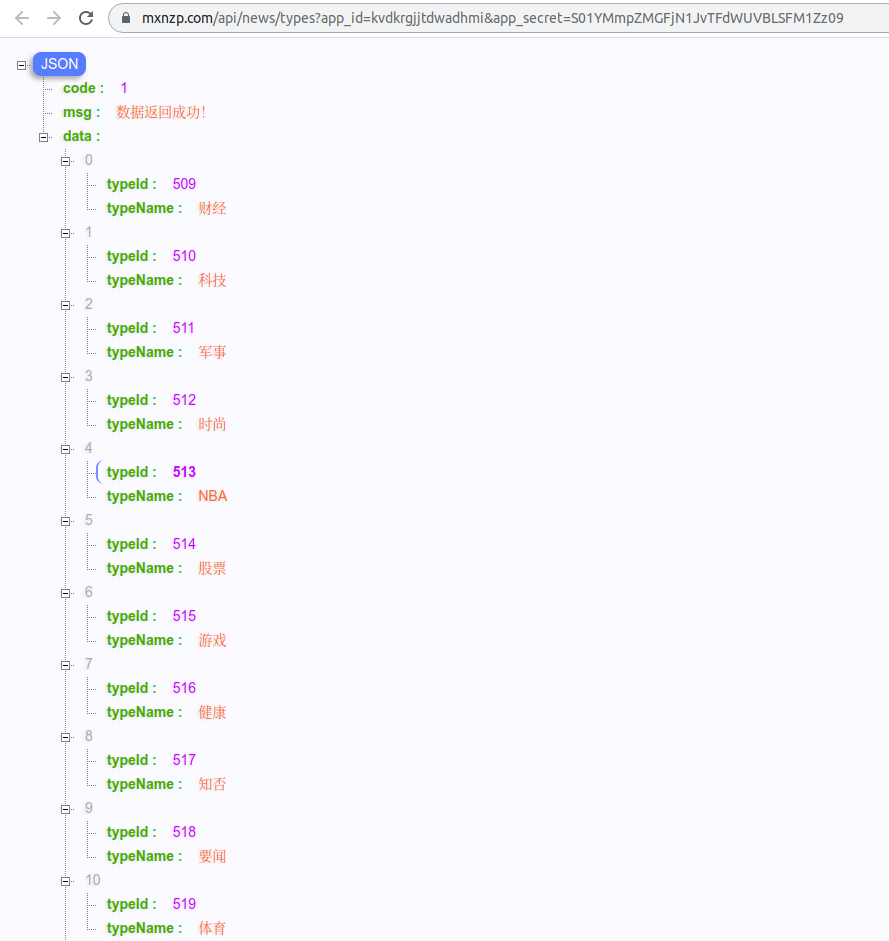 mxnzp.com/api/news/types?app_id=kvdkrgjjtdwadhmi&app_secret=S01YMmpZMGFjN1JvTFdWUVBLSFM1Zz09
JSON
code : 1
msg : 数据返回成功!
data :
0
typeId : 509
typeName : 财经
1
typeId : 510
typeName : 科技
2
typeId : 511
typeName : 军事
3
typeId : 512
typeName : 时尚
4
typeId : 513
typeName : NBA
5
typeId : 514
typeName : 股票
6
typeId : 515
typeName : 游戏
7
typeId : 516
typeName : 健康
8
typeId : 517
typeName : 知否
9
typeId : 518
typeName : 要闻
10
typeId : 519
typeName : 体育